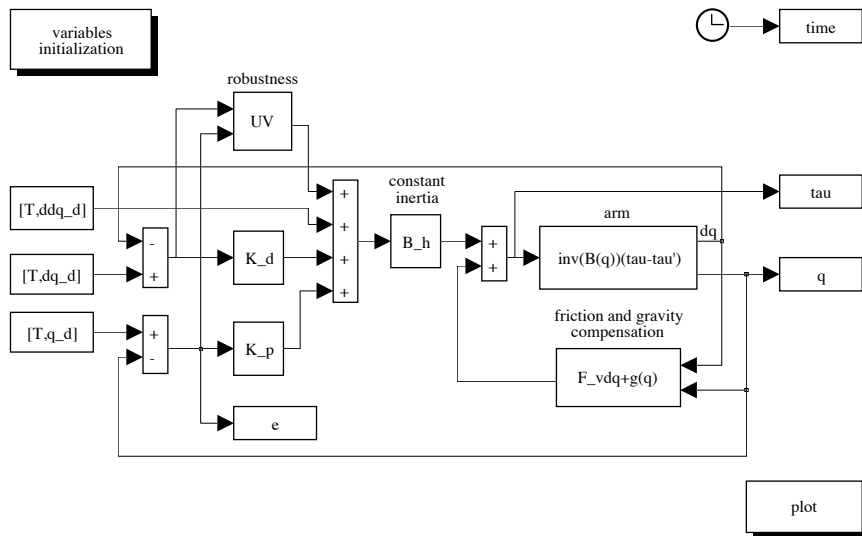 variables
initialization
time
robustness
UV
constant
inertia
[T,ddq_d]
+
+
+
+
B_h
tau
arm
dq
-
+
[T,dq_d]
K_d
+
+
inv(B(q))(tau-tau')
q
friction and gravity
compensation
[T,q_d]
+
-
K_p
F_vdq+g(q)
e
plot